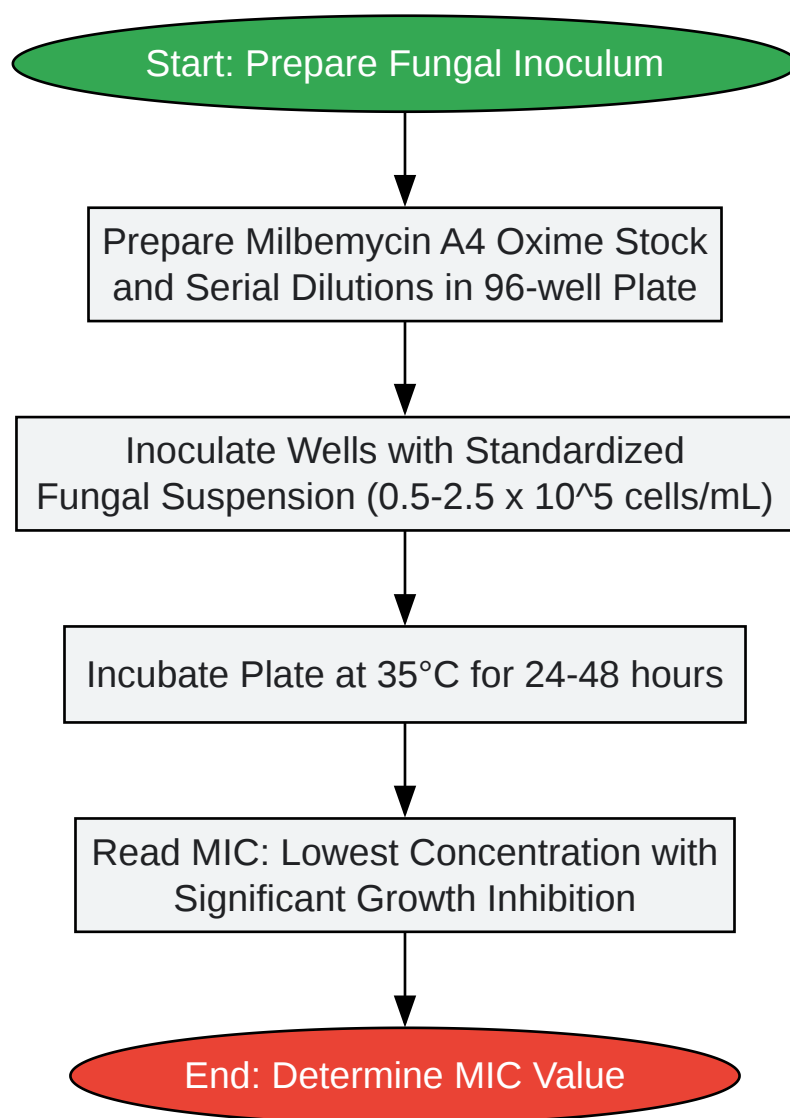 Start: Prepare Fungal Inoculum
Prepare Milbemycin A4 Oxime Stock
and Serial Dilutions in 96-well Plate
Inoculate Wells with Standardized
Fungal Suspension (0.5-2.5 x 10^5 cells/mL)
Incubate Plate at 35°C for 24-48 hours
Read MIC: Lowest Concentration with
Significant Growth Inhibition
End: Determine MIC Value